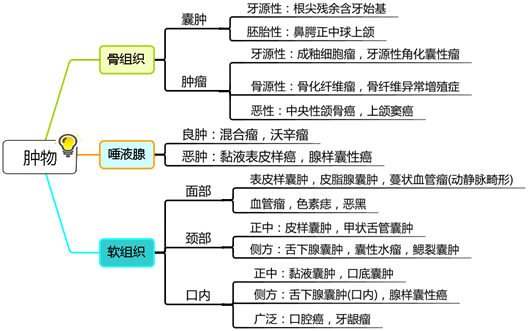 肿物
骨组织
囊肿
牙源性：根尖残余含牙始基
胚胎性：鼻腭正中球上颌
肿瘤
牙源性：成釉细胞瘤，牙源性角化囊性瘤
骨源性：骨化纤维瘤，骨纤维异常增殖症
恶性：中央性颌骨癌，上颌窦癌
唾液腺
良肿：混合瘤，沃辛瘤
恶肿：黏液表皮样癌，腺样囊性癌
软组织
面部
表皮样囊肿，皮脂腺囊肿，蔓状血管瘤(动静脉畸形)
血管瘤，色素痣，恶黑
颈部
正中：皮样囊肿，甲状舌管囊肿
侧方：舌下腺囊肿，囊性水瘤，鳃裂囊肿
口内
正中：黏液囊肿，口底囊肿
侧方：舌下腺囊肿(口内)，腺样囊性癌
广泛：口腔癌，牙龈瘤